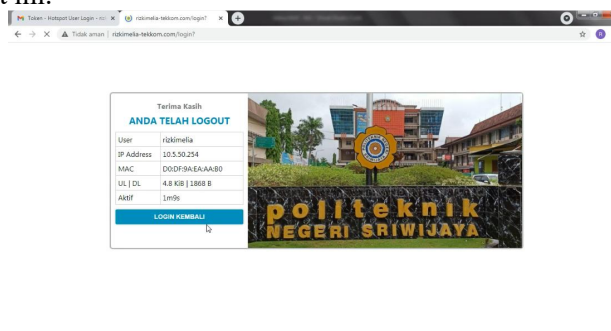 Token - Hotspot User Login - riz
rizkimelia-tekkom.com/login?
Tidak aman
rizkimelia-tekkom.com/login?
R
Terima Kasih
ANDA TELAH LOGOUT
User rizkimelia
IP Address 10.5.50.254
MAC D0:DF:9A:EA:AA:B0
UL | DL 4.8 KiB | 1868 B
Aktif 1m9s
LOGIN KEMBALI
politeknik
NEGERI SRIWIJAYA